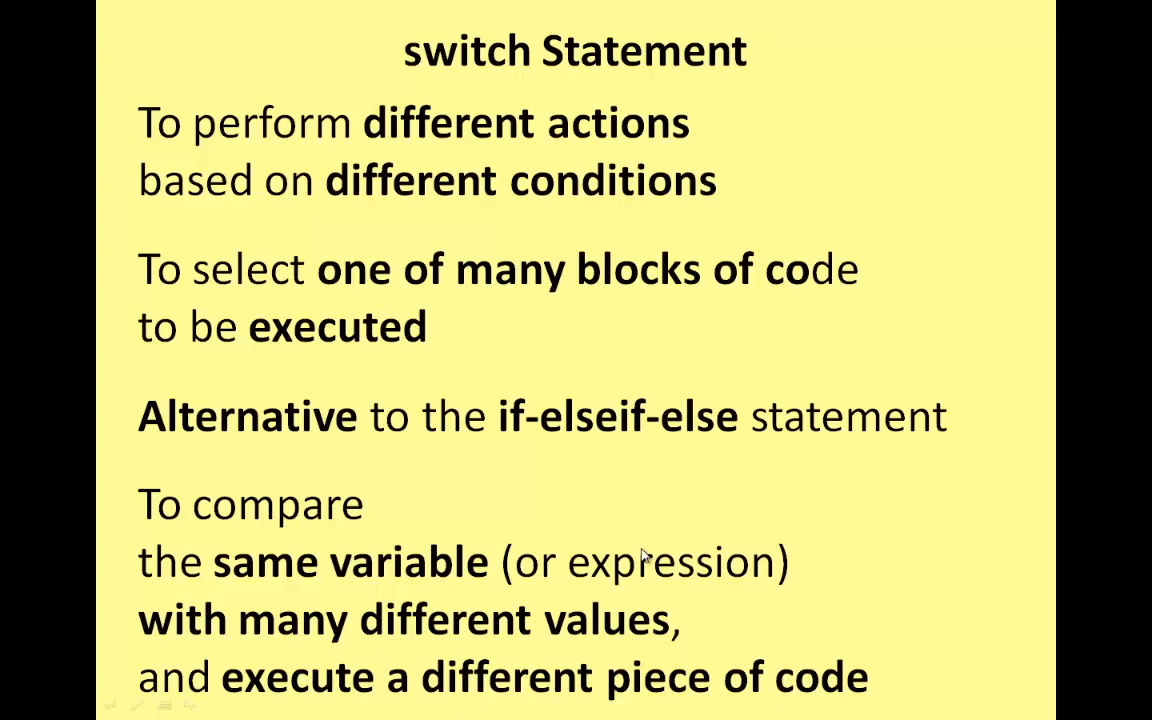 switch Statement
To perform different actions
based on different conditions
To select one of many blocks of code
to be executed
Alternative to the if-elseif-else statement
To compare
the same variable (or expression)
with many different values,
and execute a different piece of code